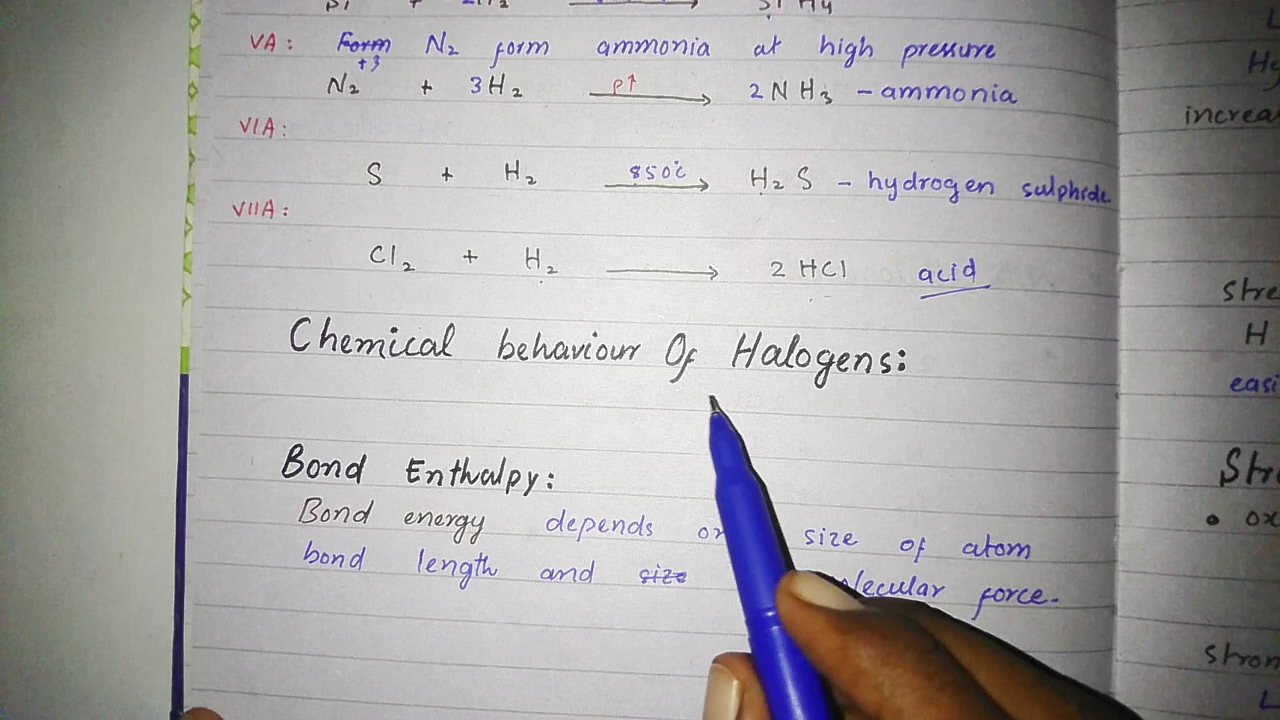 + Si H4
VA: Form N2 form ammonia at high pressure
+3
N2 + 3H2 P↑ → 2NH3 - ammonia
VIA:
S + H2 850°C → H2S - hydrogen sulphide.
VIIA:
Cl2 + H2 → 2HCl acid
Chemical behaviour Of Halogens:
Bond Enthalpy:
Bond energy depends on size of atom
bond length and size force.
increa
H
easi
Str
• ox
stron
L